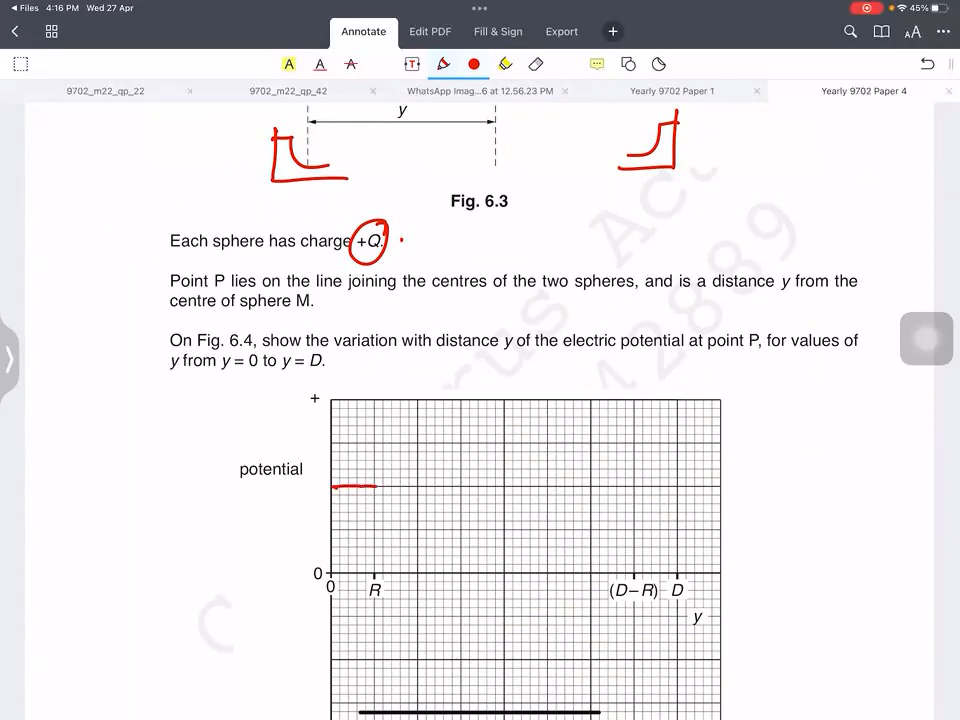 Files 4:16 PM Wed 27 Apr
45%
Annotate Edit PDF Fill & Sign Export
AA
A A A T
9702_m22_qp_22 9702_m22_qp_42 WhatsApp Imag...6 at 12.56.23 PM Yearly 9702 Paper 1 Yearly 9702 Paper 4
y
Fig. 6.3
Each sphere has charge +Q.
Point P lies on the line joining the centres of the two spheres, and is a distance y from the
centre of sphere M.
On Fig. 6.4, show the variation with distance y of the electric potential at point P, for values of
y from y = 0 to y = D.
+
potential
0
0 R (D – R) D
y